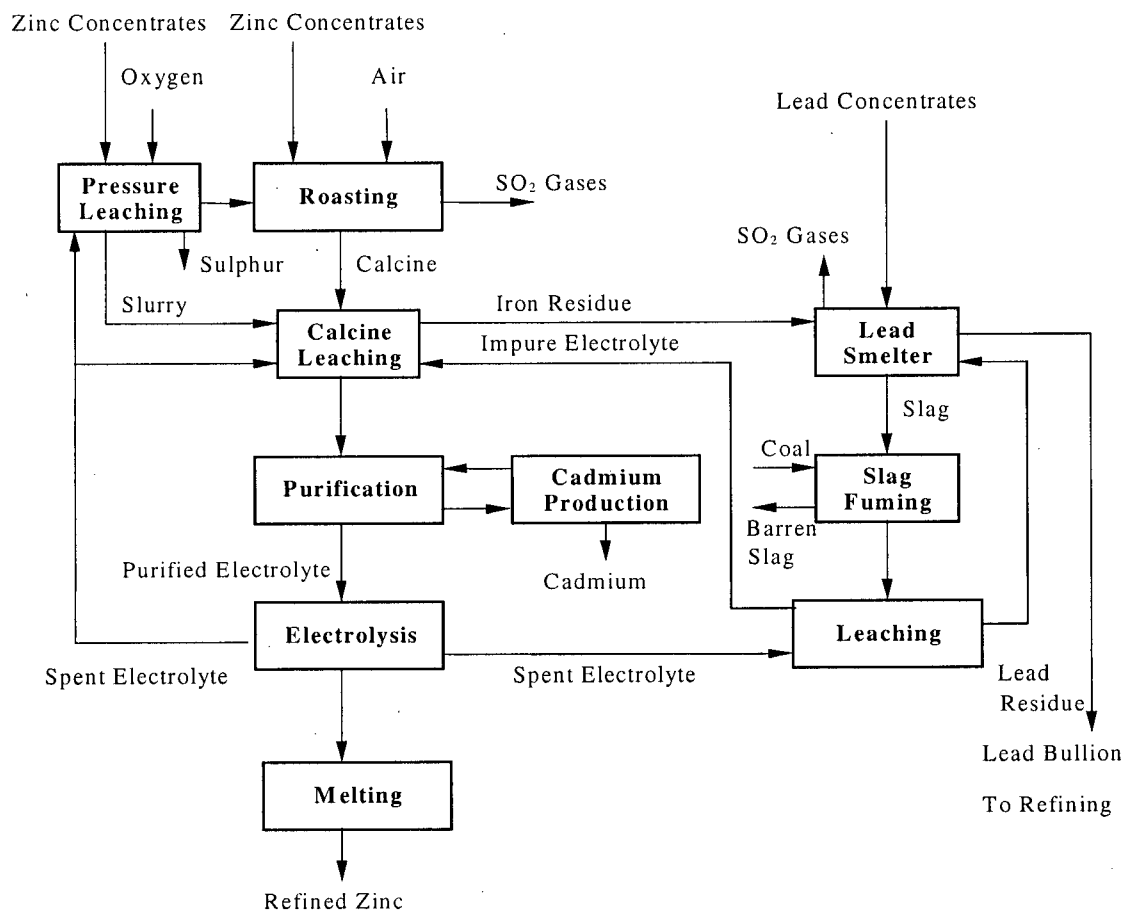 Zinc Concentrates
Zinc Concentrates
Oxygen
Air
Lead Concentrates
Pressure
Leaching
Roasting
SO₂ Gases
SO₂ Gases
Sulphur
Calcine
Slurry
Iron Residue
Calcine
Leaching
Impure Electrolyte
Lead
Smelter
Slag
Coal
Purification
Cadmium
Production
Slag
Fuming
Barren
Slag
Purified Electrolyte
Cadmium
Electrolysis
Leaching
Spent Electrolyte
Spent Electrolyte
Lead
Residue
Lead Bullion
To Refining
Melting
Refined Zinc